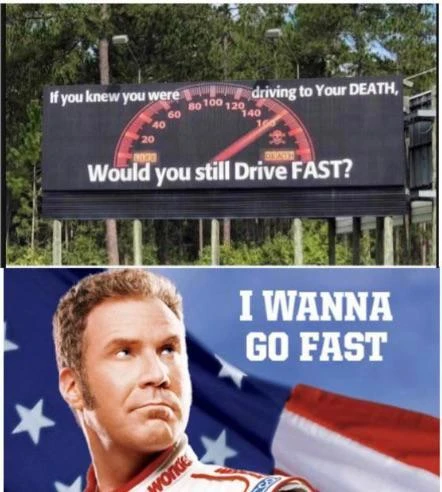 If you knew you were driving to Your DEATH,
20 40 60 80 100 120 140 160
LIFE DEATH
Would you still Drive FAST?
I WANNA
GO FAST